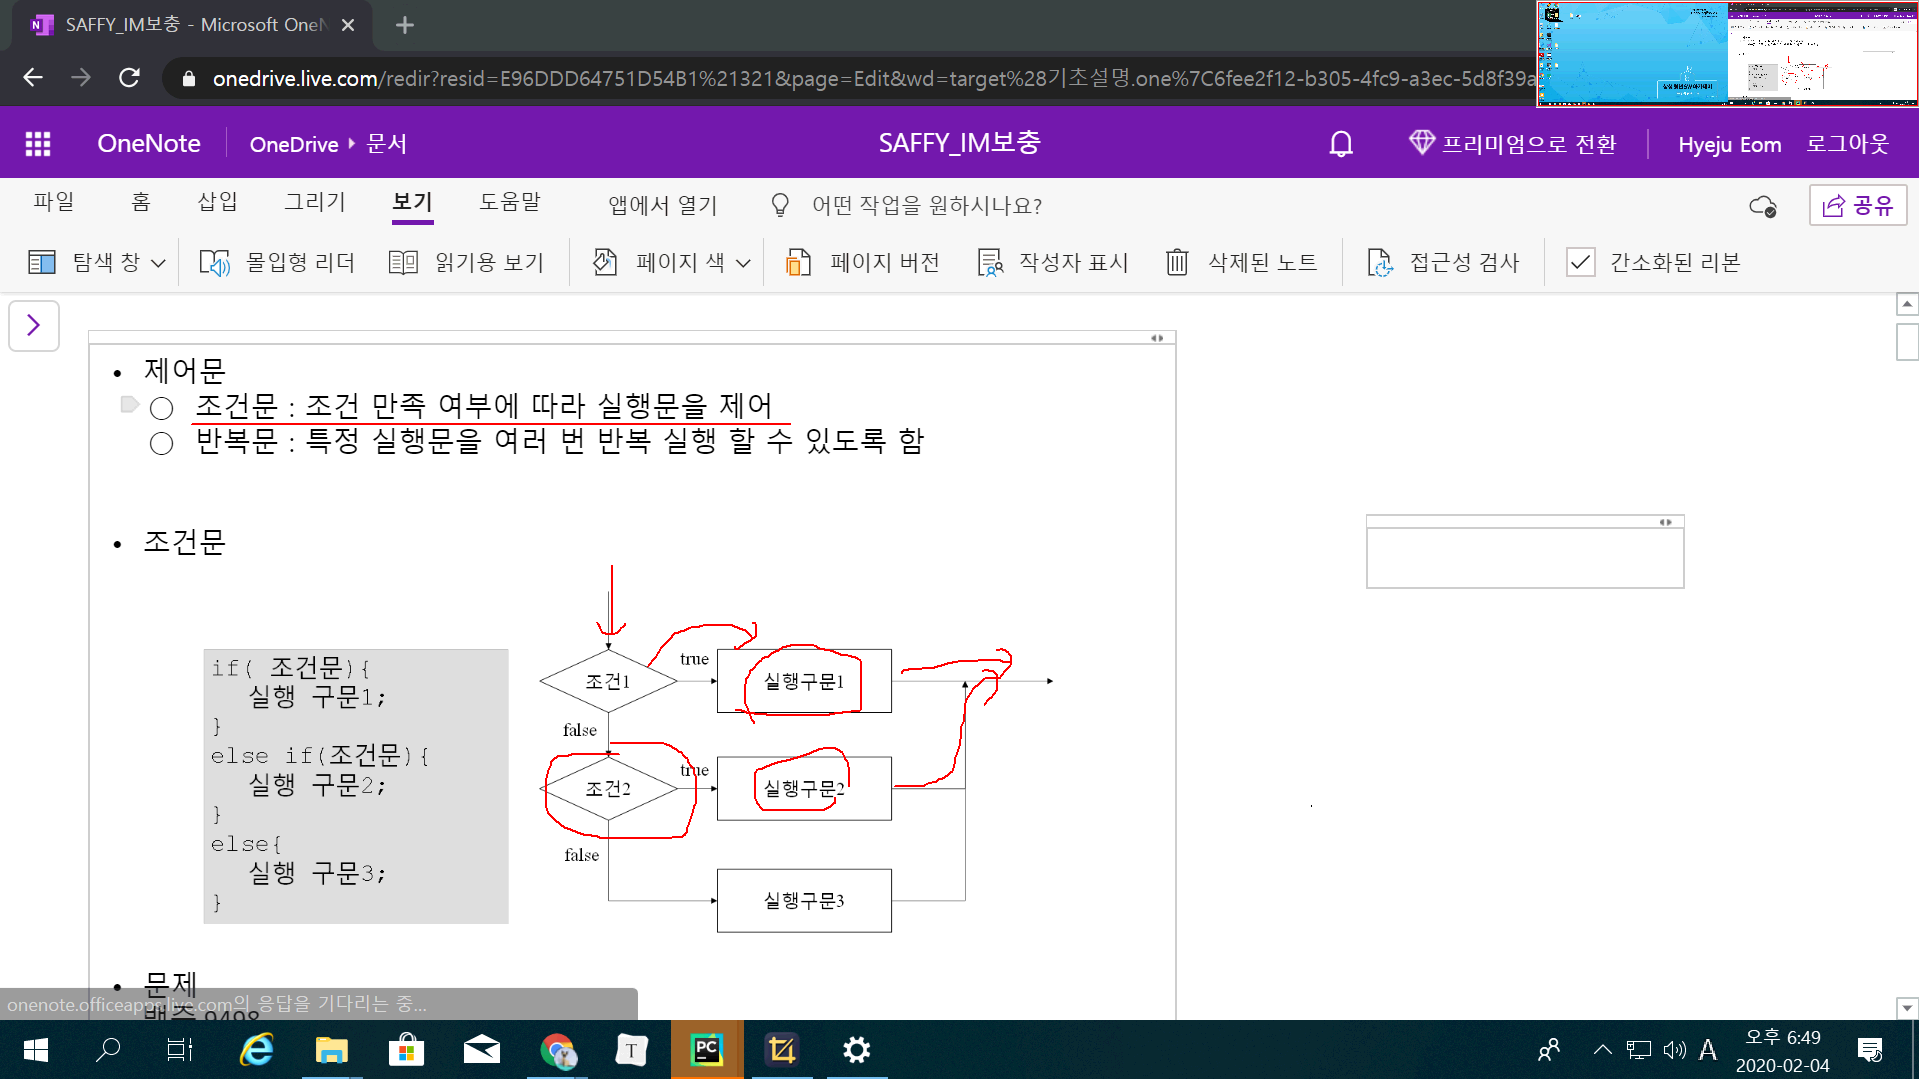 SAFFY_IM보충 - Microsoft OneN
onedrive.live.com/redir?resid=E96DDD64751D54B1%21321&page=Edit&wd=target%28기초설명.one%7C6fee2f12-b305-4fc9-a3ec-5d8f39a
OneNote OneDrive 문서 SAFFY_IM보충 프리미엄으로 전환 Hyeju Eom 로그아웃
파일 홈 삽입 그리기 보기 도움말 앱에서 열기 어떤 작업을 원하시나요? 공유
탐색 창 몰입형 리더 읽기용 보기 페이지 색 페이지 버전 작성자 표시 삭제된 노트 접근성 검사 간소화된 리본
• 제어문
조건문 : 조건 만족 여부에 따라 실행문을 제어
반복문 : 특정 실행문을 여러 번 반복 실행 할 수 있도록 함
• 조건문
if( 조건문){
실행 구문1;
}
else if(조건문){
실행 구문2;
}
else{
실행 구문3;
}
조건1 true 실행구문1
false
조건2 true 실행구문2
false
실행구문3
• 문제
onenote.officeapps.live.com의 응답을 기다리는 중...
백준 9498
T PC A 오후 6:49
2020-02-04